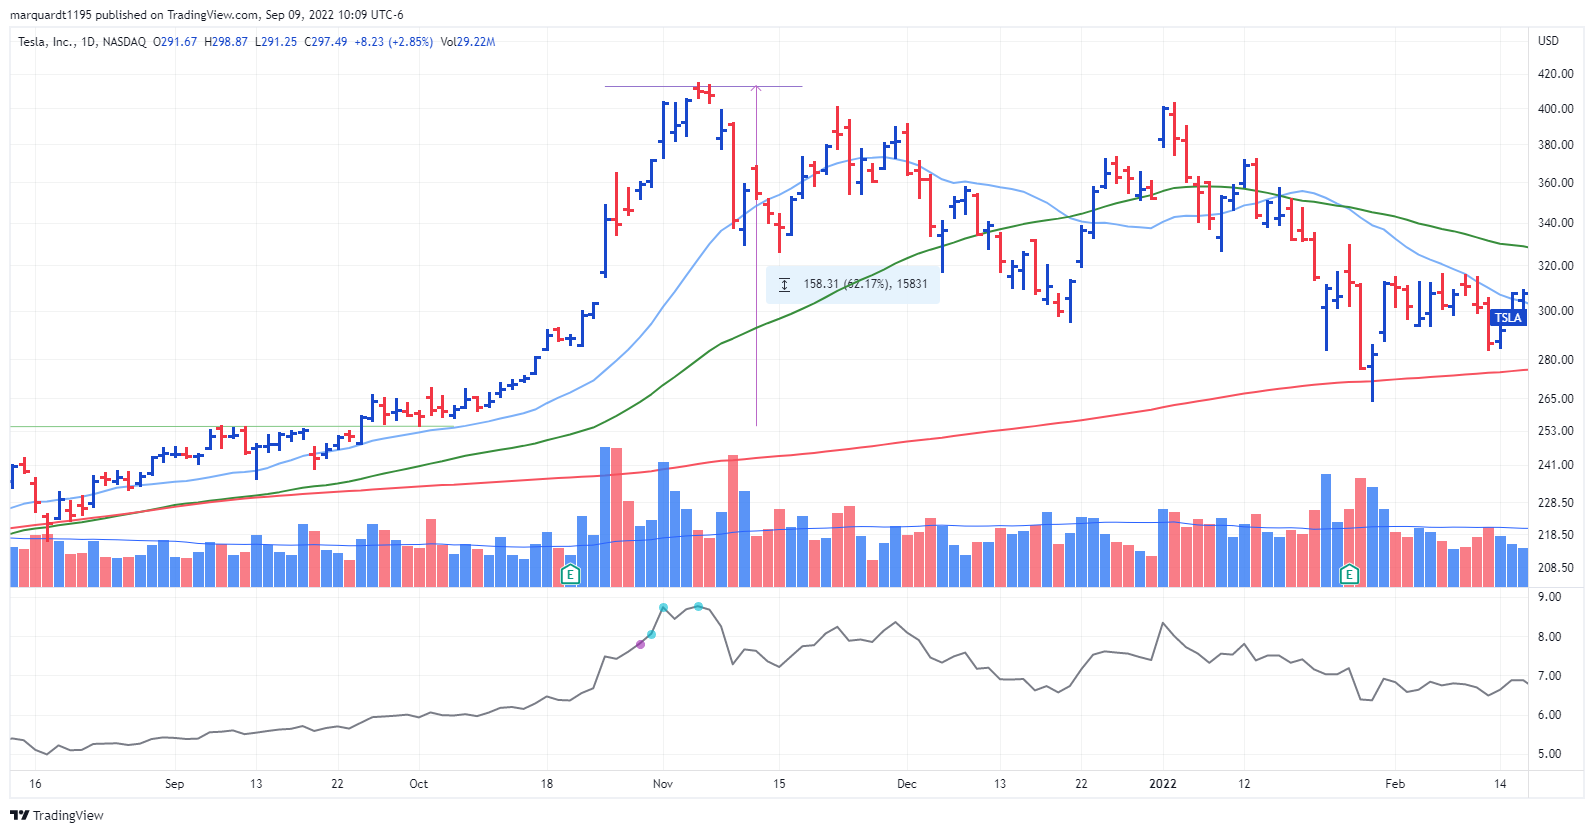 marquardt1195 published on TradingView.com, Sep 09, 2022 10:09 UTC-6
Tesla, Inc., 1D, NASDAQ O291.67 H298.87 L291.25 C297.49 +8.23 (+2.85%) Vol29.22M
USD
420.00
400.00
380.00
360.00
340.00
320.00
158.31 (62.17%), 15831
300.00
TSLA
280.00
265.00
253.00
241.00
228.50
218.50
208.50
E
E
9.00
8.00
7.00
6.00
5.00
16 Sep 13 22 Oct 18 Nov 15 Dec 13 22 2022 12 Feb 14
TradingView